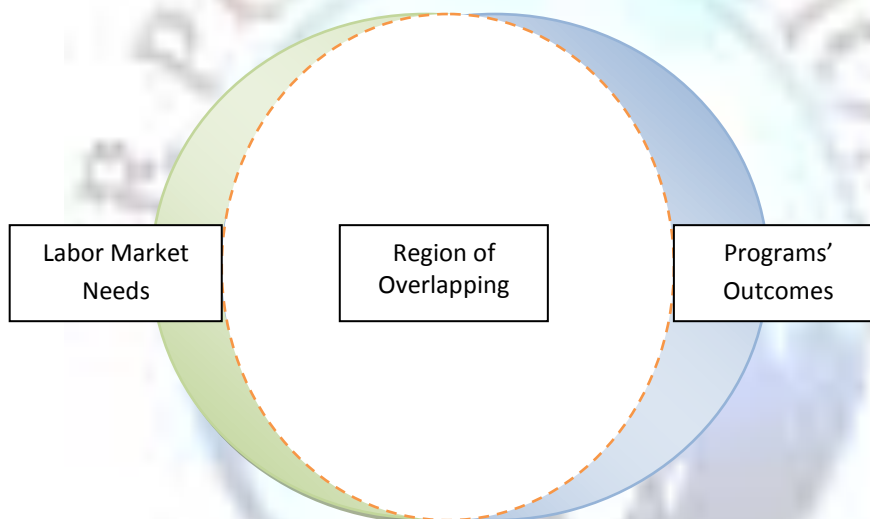 Labor Market
Needs
Region of
Overlapping
Programs’
Outcomes